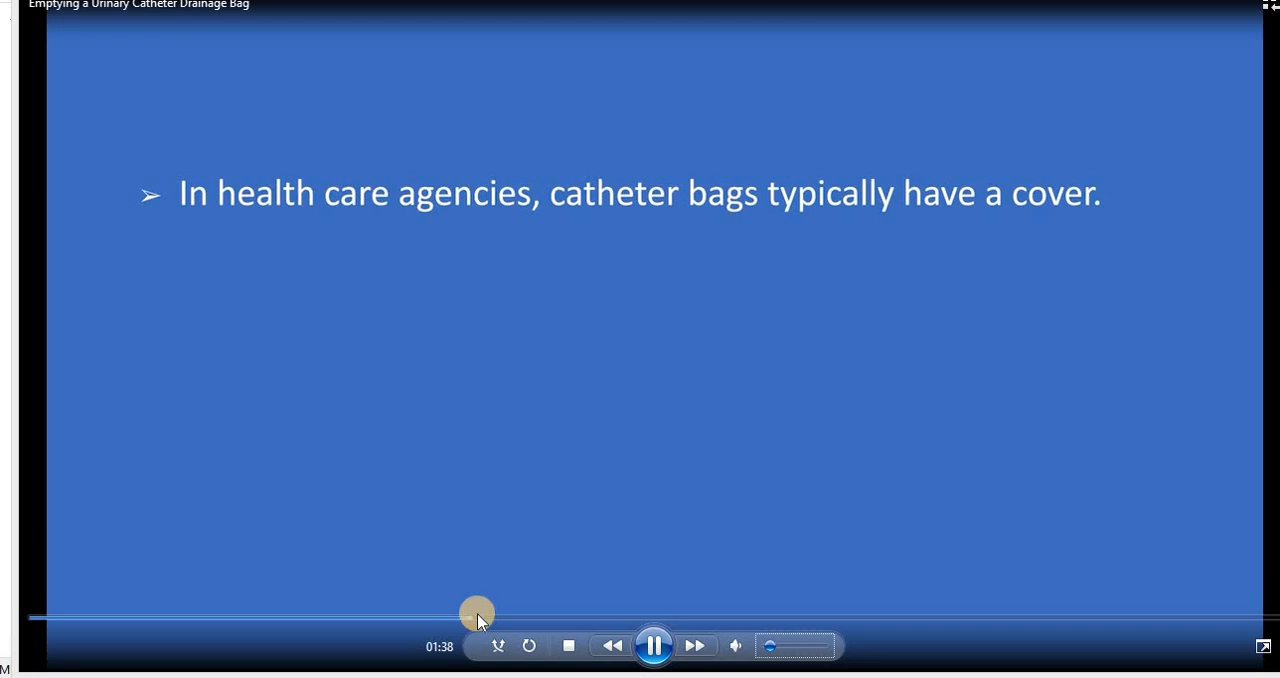 Emptying a Urinary Catheter Drainage Bag
➢ In health care agencies, catheter bags typically have a cover.
01:38
M